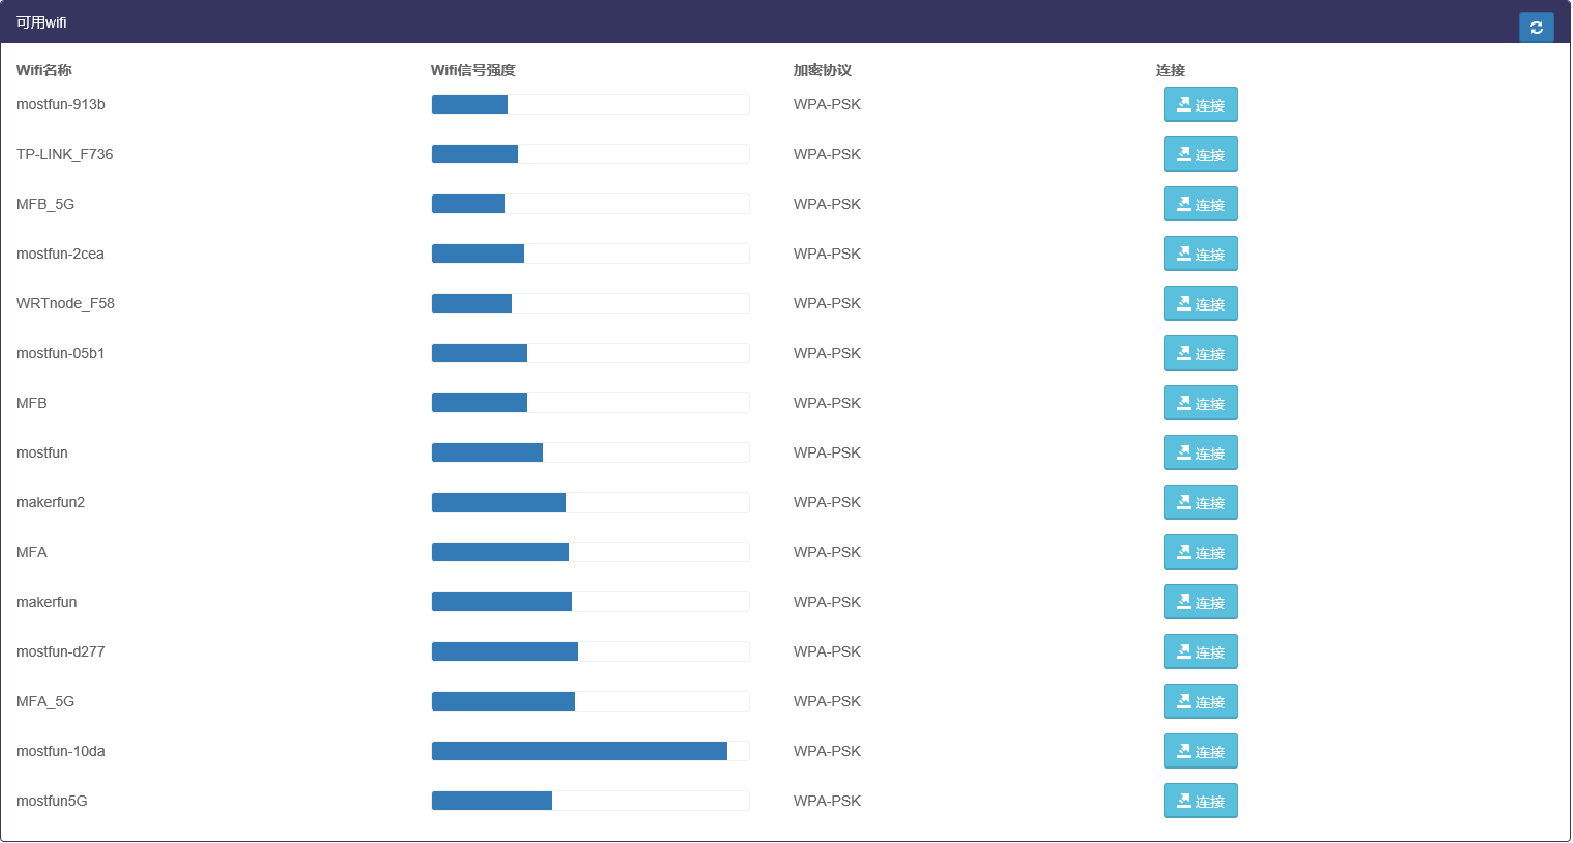 可用wifi
Wifi名称 Wifi信号强度 加密协议 连接
mostfun-913b WPA-PSK 连接
TP-LINK_F736 WPA-PSK 连接
MFB_5G WPA-PSK 连接
mostfun-2cea WPA-PSK 连接
WRTnode_F58 WPA-PSK 连接
mostfun-05b1 WPA-PSK 连接
MFB WPA-PSK 连接
mostfun WPA-PSK 连接
makerfun2 WPA-PSK 连接
MFA WPA-PSK 连接
makerfun WPA-PSK 连接
mostfun-d277 WPA-PSK 连接
MFA_5G WPA-PSK 连接
mostfun-10da WPA-PSK 连接
mostfun5G WPA-PSK 连接